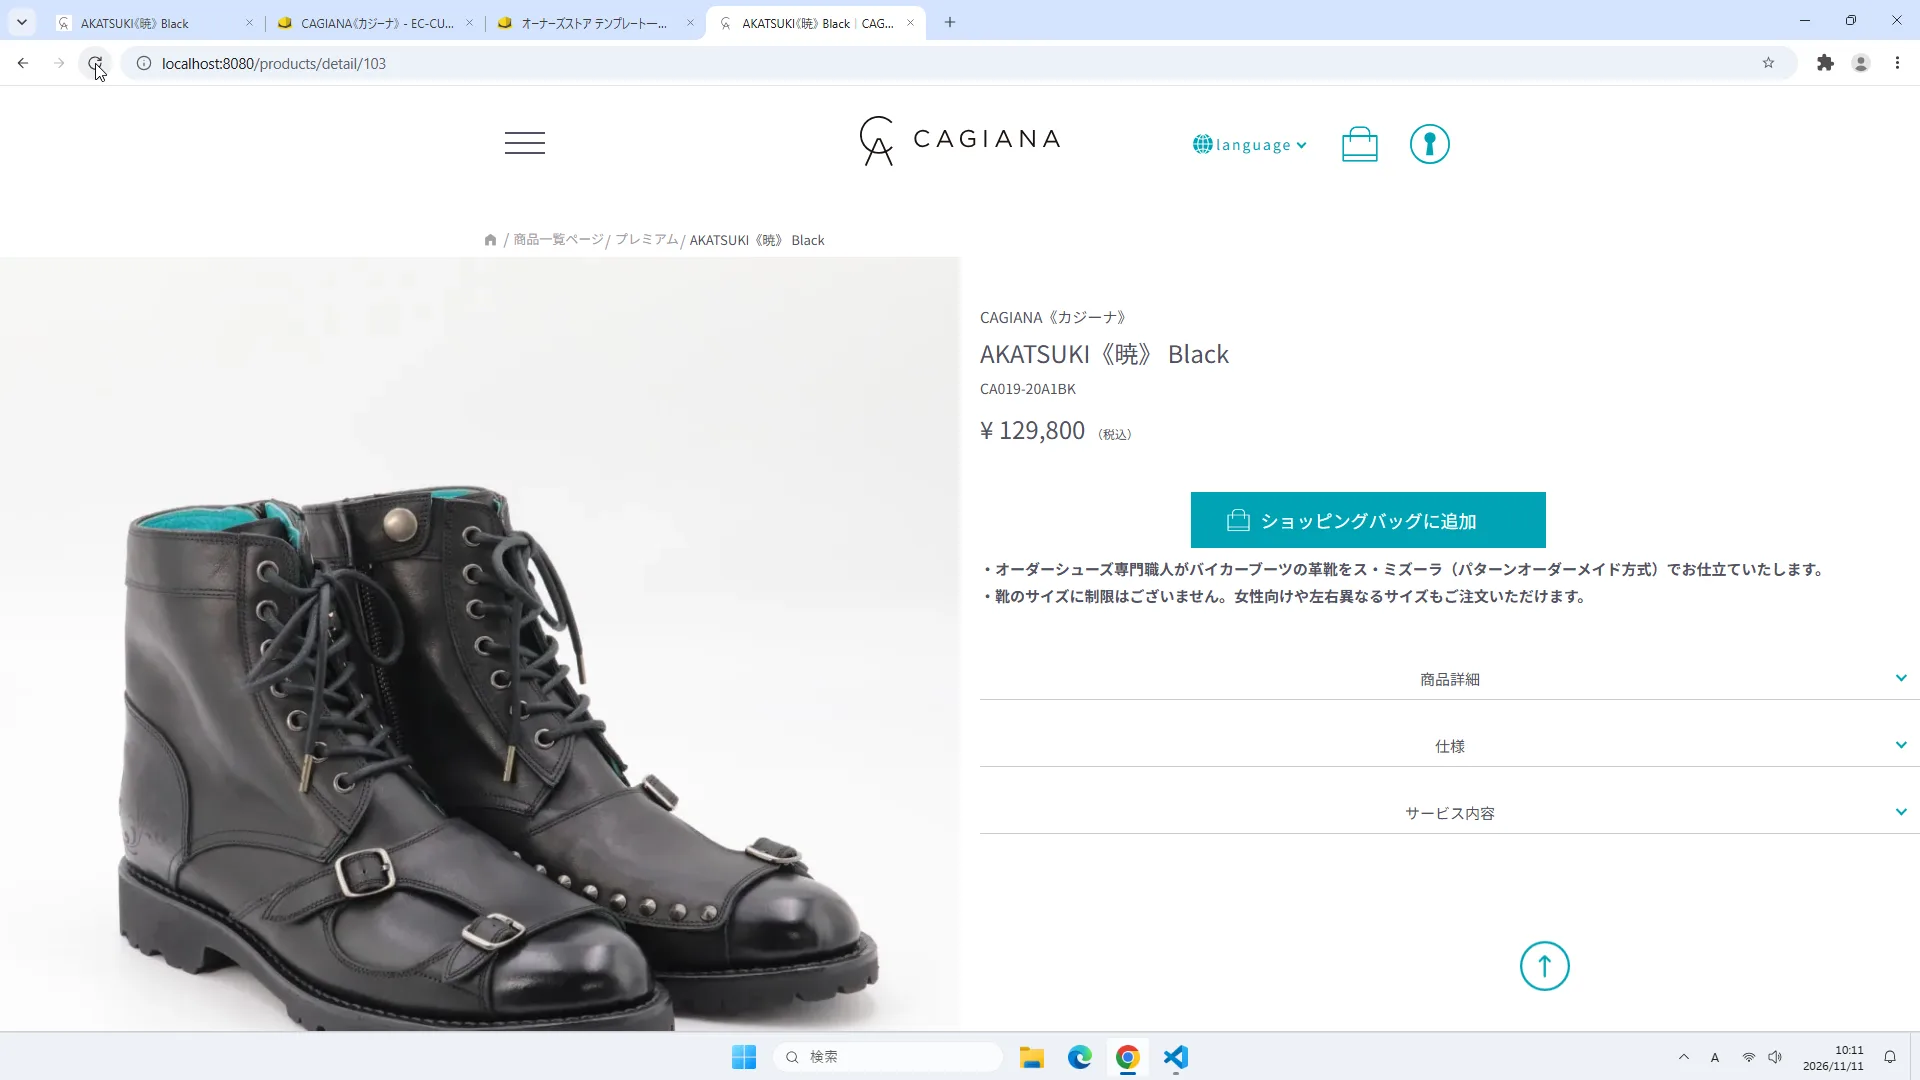 AKATSUKI《暁》 Black
CAGIANA《カジーナ》 - EC-CU...
オーナーズストア テンプレート一...
AKATSUKI《暁》 Black | CAG...
localhost:8080/products/detail/103
CAGIANA
language
/ 商品一覧ページ / プレミアム / AKATSUKI《暁》 Black
CAGIANA《カジーナ》
AKATSUKI《暁》 Black
CA019-20A1BK
¥ 129,800 (税込)
ショッピングバッグに追加
・オーダーシューズ専門職人がバイカーブーツの革靴をス・ミズーラ（パターンオーダーメイド方式）でお仕立ていたします。
・靴のサイズに制限はございません。女性向けや左右異なるサイズもご注文いただけます。
商品詳細
仕様
サービス内容
検索
A
10:11
2026/11/11